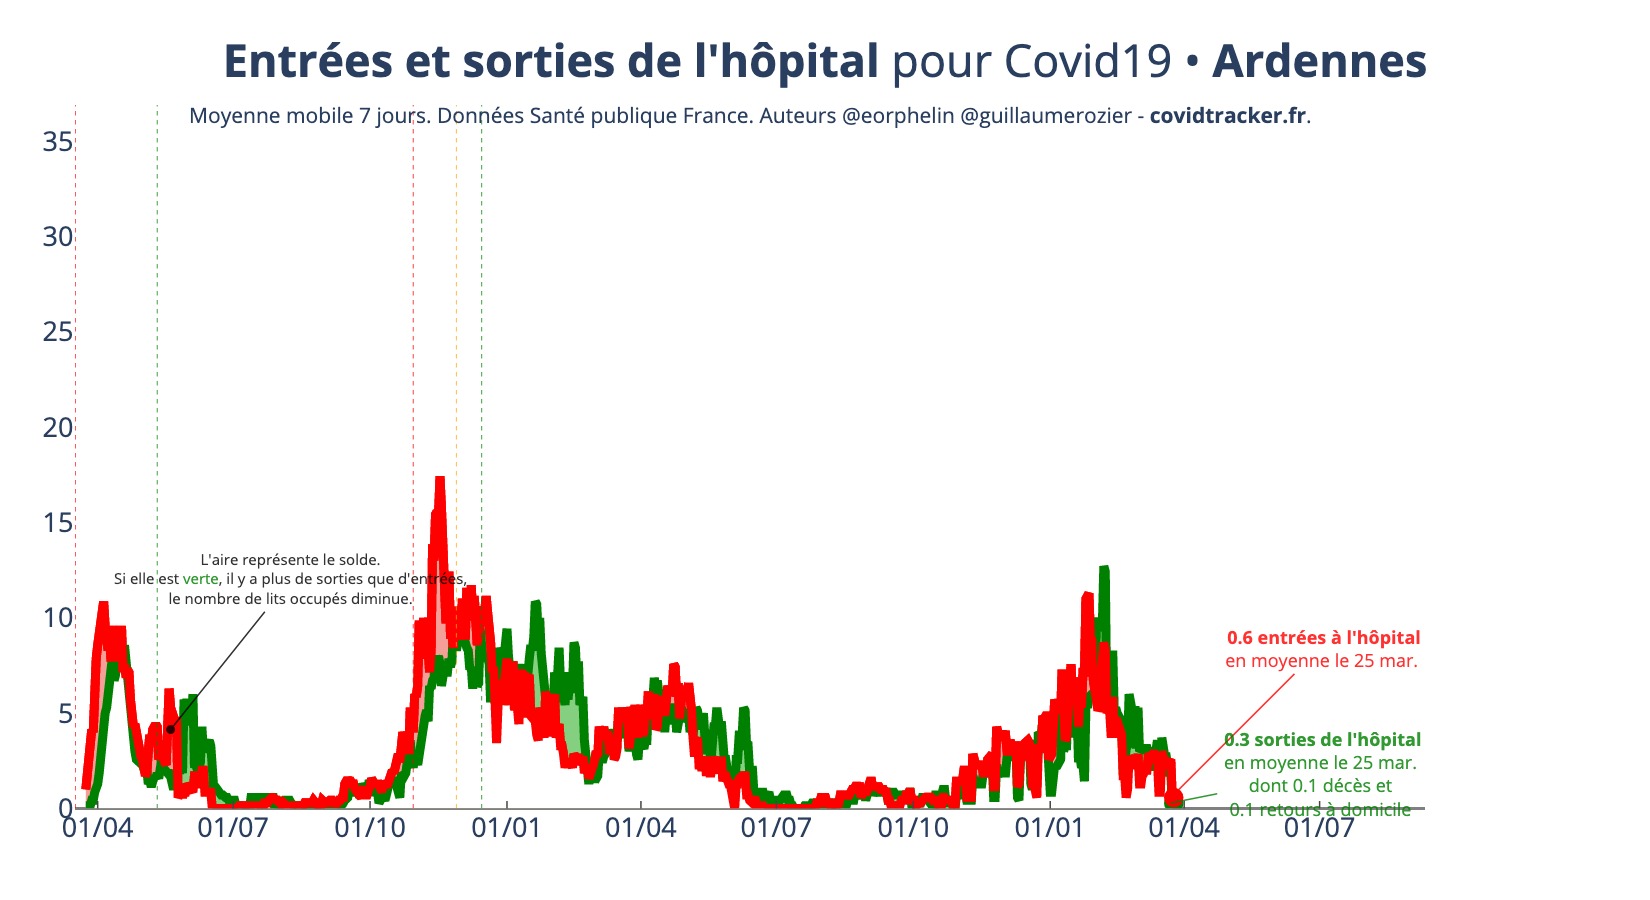 Entrées et sorties de l'hôpital pour Covid19 • Ardennes
Moyenne mobile 7 jours. Données Santé publique France. Auteurs @eorphelin @guillaumerozier - covidtracker.fr.
35
30
25
20
15
10
5
0
L'aire représente le solde.
Si elle est verte, il y a plus de sorties que d'entrées,
le nombre de lits occupés diminue.
0.6 entrées à l'hôpital
en moyenne le 25 mar.
0.3 sorties de l'hôpital
en moyenne le 25 mar.
dont 0.1 décès et
0.1 retours à domicile
01/04 01/07 01/10 01/01 01/04 01/07 01/10 01/01 01/04 01/07